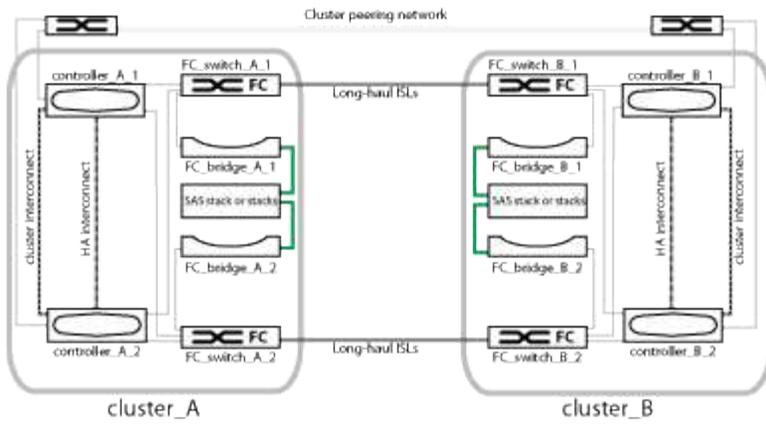 Cluster peering network
FC_switch_A_1
FC_switch_B_1
controller_A_1
controller_B_1
FC
FC
Long-haul ISLs
FC_bridge_A_1
FC_bridge_B_1
cluster interconnect
HA interconnect
SAS stack or stacks
SAS stack or stacks
HA interconnect
cluster interconnect
FC_bridge_A_2
FC_bridge_B_2
FC
FC
Long-haul ISLs
controller_A_2
FC_switch_A_2
FC_switch_B_2
controller_B_2
cluster_A
cluster_B